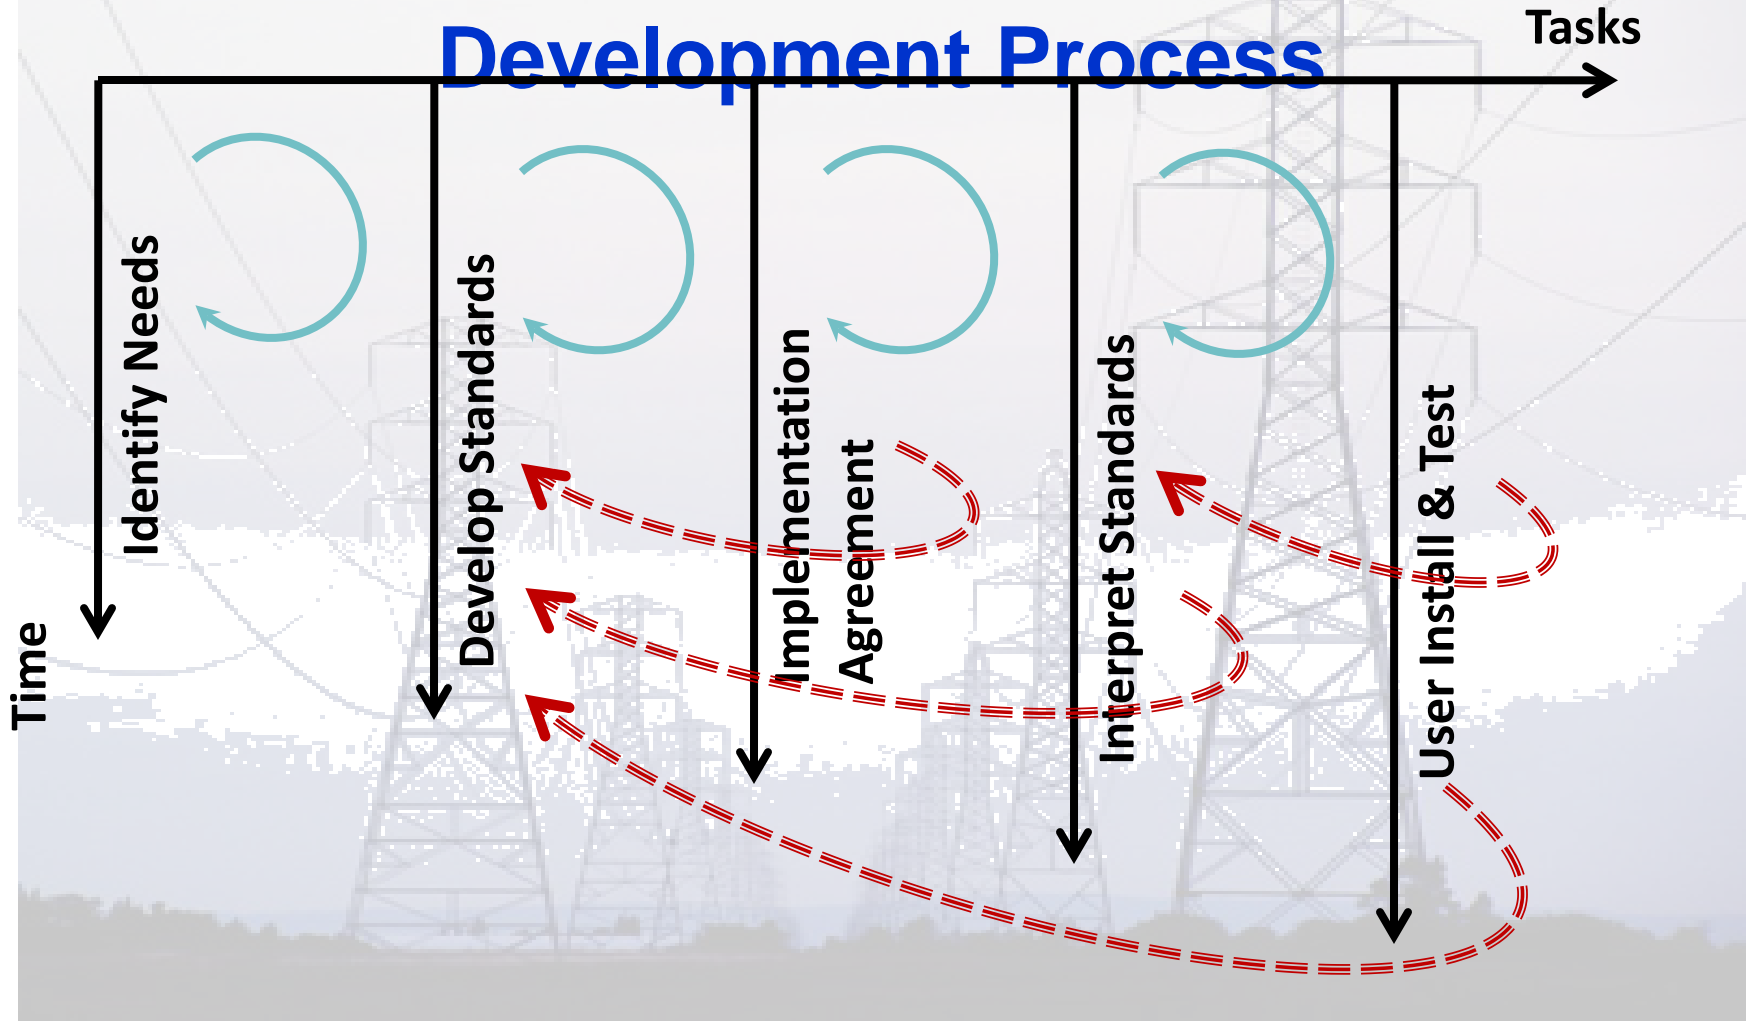 Development Process
Tasks
Time
Identify Needs
Develop Standards
Implementation
Agreement
Interpret Standards
User Install & Test